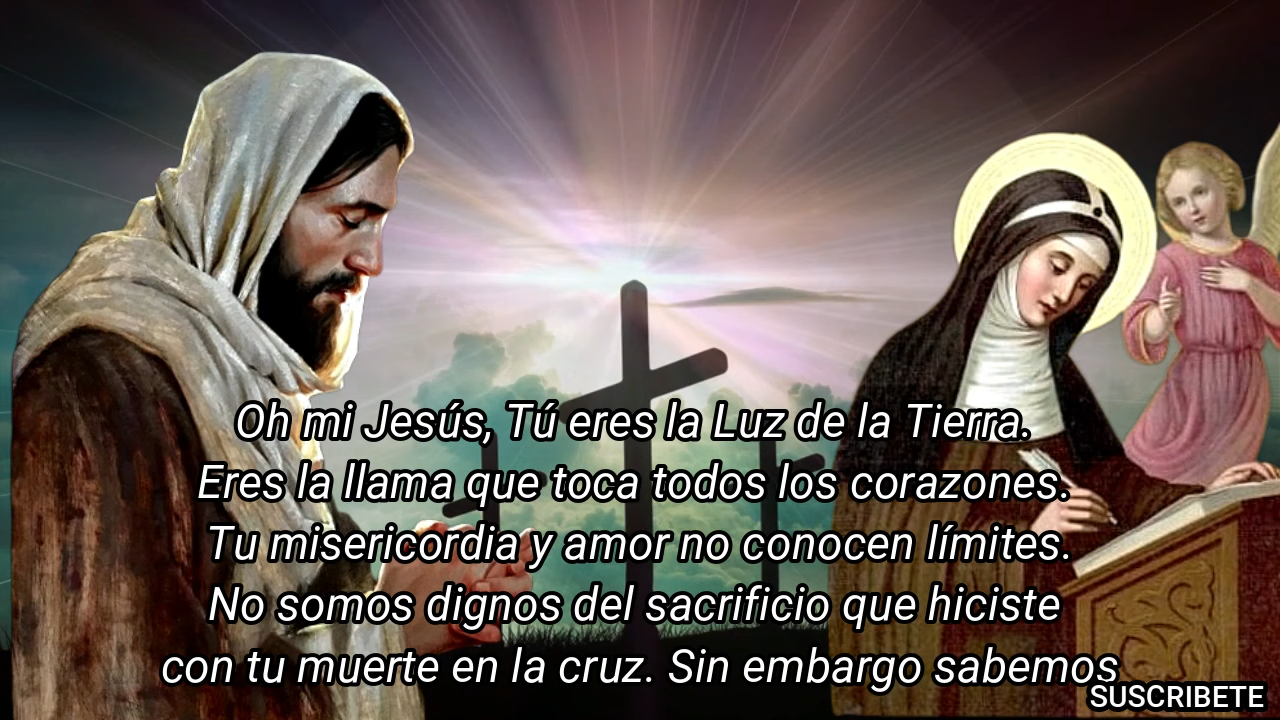 Oh mi Jesús, Tú eres la Luz de la Tierra.
Eres la llama que toca todos los corazones.
Tu misericordia y amor no conocen límites.
No somos dignos del sacrificio que hiciste
con tu muerte en la cruz. Sin embargo sabemos
SUSCRIBETE